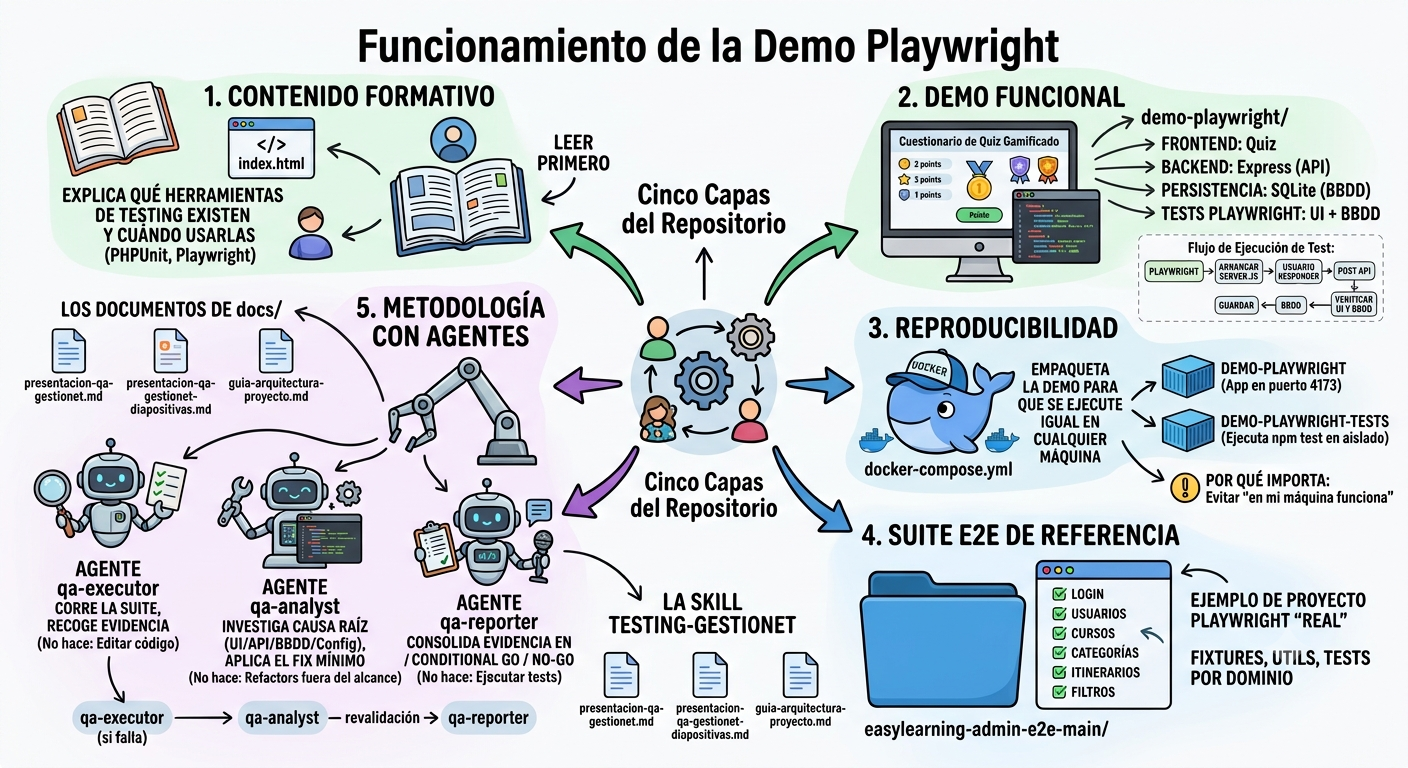 Funcionamiento de la Demo Playwright
1. CONTENIDO FORMATIVO
</>
index.html
LEER
PRIMERO
EXPLICA QUÉ HERRAMIENTAS
DE TESTING EXISTEN
Y CUÁNDO USARLAS
(PHPUnit, Playwright)
Cinco Capas
del Repositorio
2. DEMO FUNCIONAL
Cuestionario de Quiz Gamificado
2 points
3 points
1 points
Peinte
demo-playwright/
FRONTEND: Quiz
BACKEND: Express (API)
PERSISTENCIA: SQLite (BBDD)
TESTS PLAYWRIGHT: UI + BBDD
Flujo de Ejecución de Test:
PLAYWRIGHT
ARNANCAR
SERVER.JS
USUARIO
RESPONDER
POST API
VENITICAR
UI Y BBOD
BRDO
GUARDAR
LOS DOCUMENTOS DE docs/
presentacion-qa-
gestionet.md
presentacion-qa-
gestionet-
diapositivas.md
guia-arquitectura-
proyecto.md
5. METODOLOGÍA
CON AGENTES
3. REPRODUCIBILIDAD
docker-compose.yml
EMPAQUETA
LA DEMO PARA
QUE SE EJECUTE
IGUAL EN
CUALQUIER
MÁQUINA
DEMO-PLAYWRIGHT
(App en puerto 4173)
DEMO-PLAYWRIGHT-TESTS
(Ejecuta npm test en aislado)
POR QUÉ IMPORTA:
Evitar "en mi máquina funciona"
Cinco Capas
del Repositorio
AGENTE
qa-executor
CORRE LA SUITE,
RECOGE EVIDENCIA
(No hace: Editar código)
AGENTE
qa-analyst
INVESTIGA CAUSA RAÍZ
(UI/API/BBDD/Config),
APLICA EL FIX MÍNIMO
(No hace: Refactors fuera del alcance)
AGENTE
qa-reporter
CONSOLIDA EVIDENCIA EN
/ CONDITIONAL GO / NO-GO
(No hace: Ejecutar tests)
qa-executor
(si falla)
qa-analyst
revalidación
qa-reporter
LA SKILL
TESTING-GESTIONET
presentacion-qa-
gestionet.md
presentacion-
qa-gestionet-
diapositivas.md
guia-arquitectura-
proyecto.md
4. SUITE E2E DE REFERENCIA
LOGIN
USUARIOS
CURSOS
CATEGORÍAS
ITINERARIOS
FILTROS
EJEMPLO DE PROYECTO
PLAYWRIGHT "REAL"
FIXTURES, UTILS, TESTS
POR DOMINIO
easylearning-admin-e2e-main/